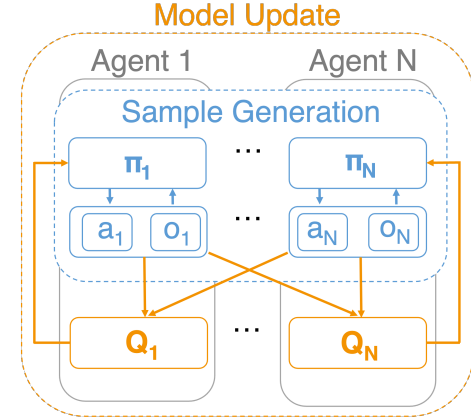 Model Update
Agent 1 Agent N
Sample Generation
π1 ... πN
a1 o1 ... aN oN
Q1 ... QN